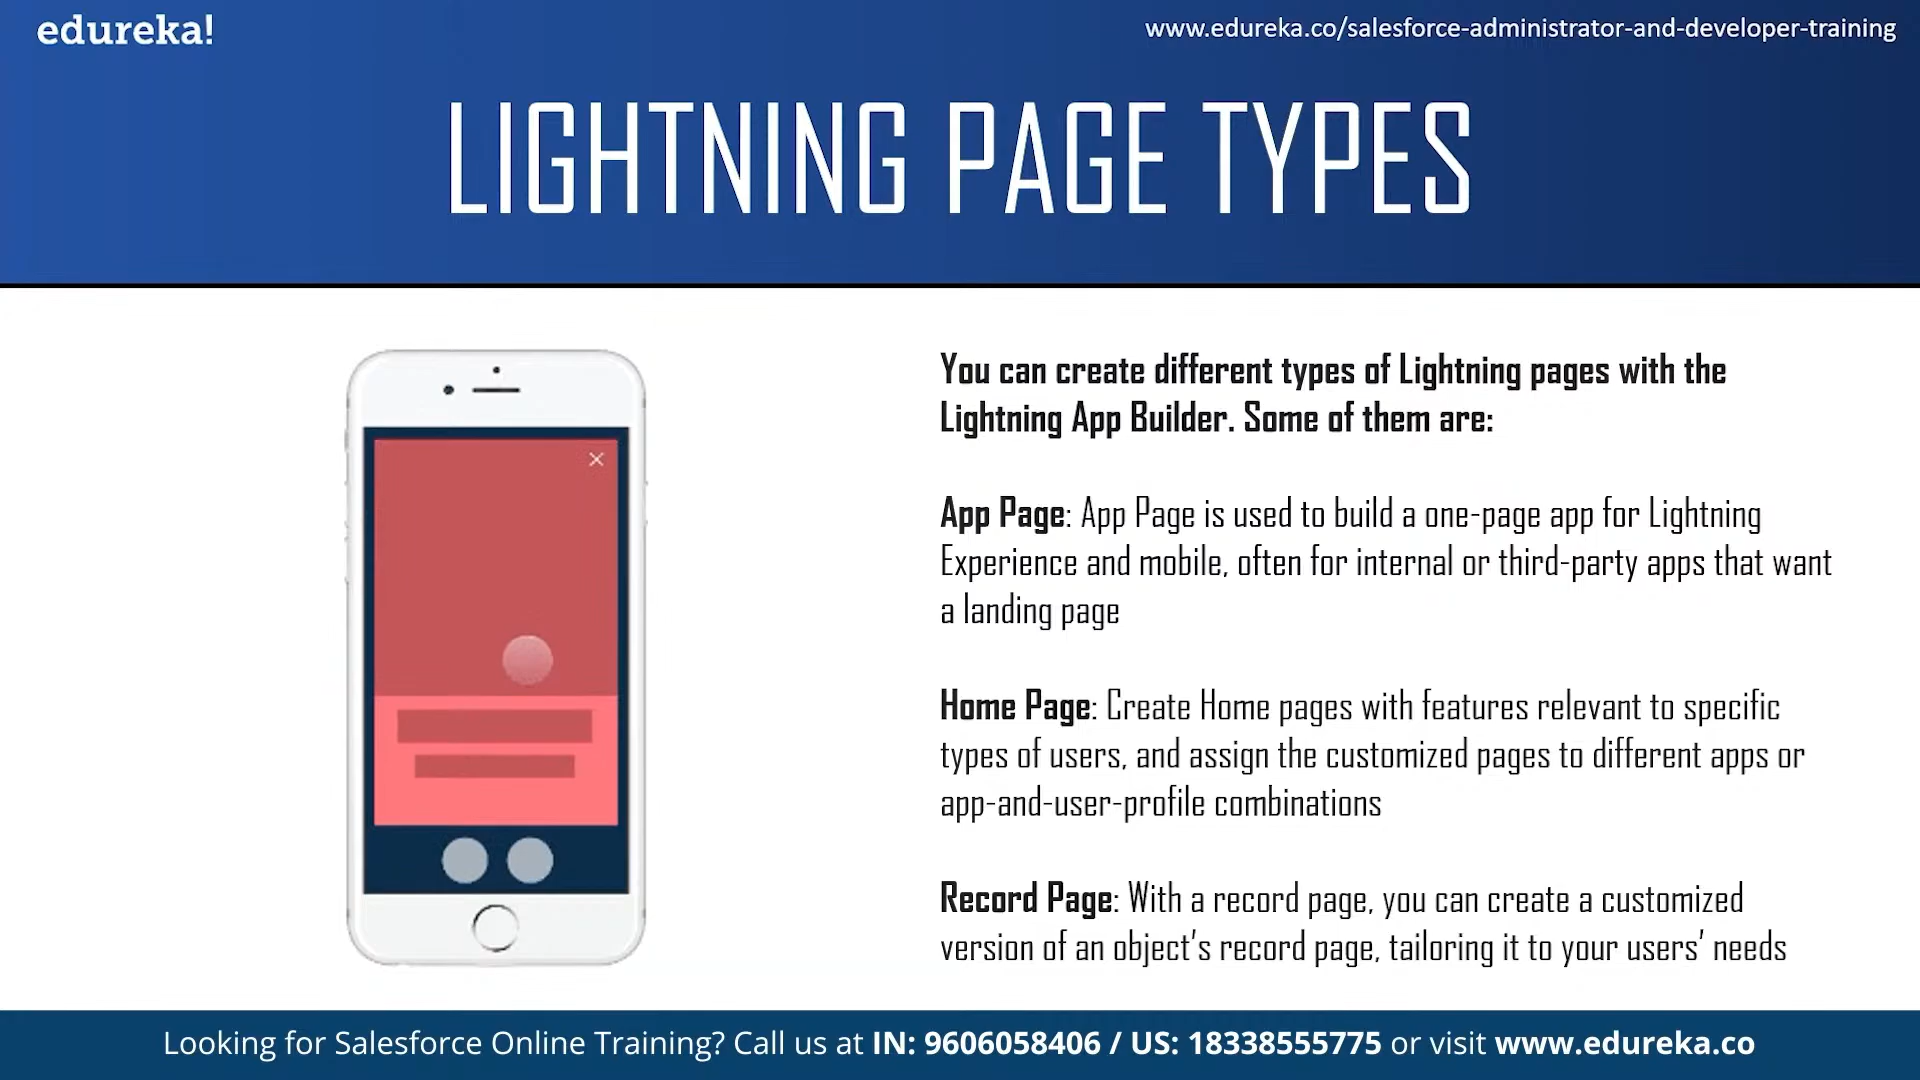 edureka!
www.edureka.co/salesforce-administrator-and-developer-training
LIGHTNING PAGE TYPES
You can create different types of Lightning pages with the
Lightning App Builder. Some of them are:
App Page: App Page is used to build a one-page app for Lightning
Experience and mobile, often for internal or third-party apps that want
a landing page
Home Page: Create Home pages with features relevant to specific
types of users, and assign the customized pages to different apps or
app-and-user-profile combinations
Record Page: With a record page, you can create a customized
version of an object's record page, tailoring it to your users' needs
Looking for Salesforce Online Training? Call us at IN: 9606058406 / US: 18338555775 or visit www.edureka.co